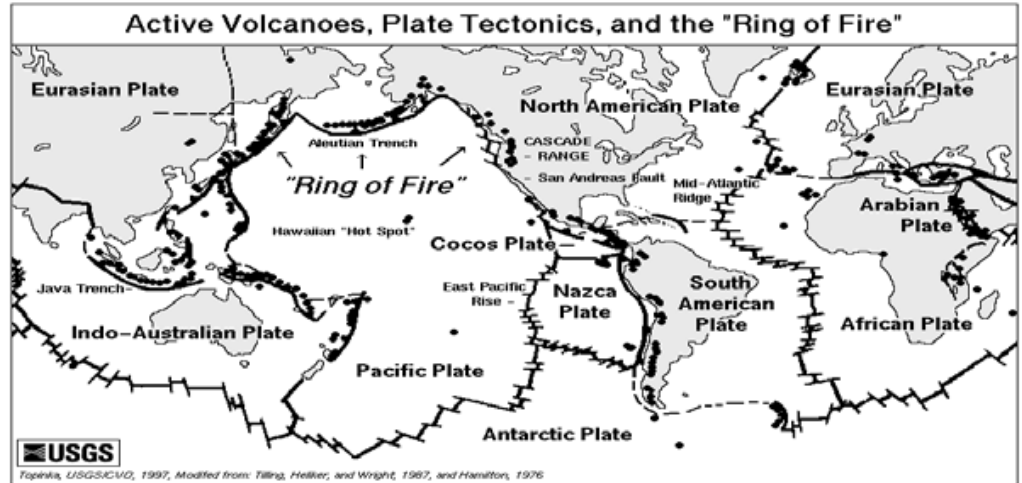 Active Volcanoes, Plate Tectonics, and the "Ring of Fire"
Eurasian Plate
North American Plate
Eurasian Plate
Aleutian Trench
CASCADE
- RANGE
"Ring of Fire"
- San Andreas Fault
Mid-Atlantic
Ridge
Arabian
Plate
Hawaiian "Hot Spot"
Cocos Plate
Java Trench
East Pacific
Rise -
Nazca
Plate
South
American
Plate
Indo-Australian Plate
African Plate
Pacific Plate
Antarctic Plate
USGS
Topinka, USGS/CVO, 1997, Modified from: Tilling, Heliker, and Wright, 1987, and Hamilton, 1976